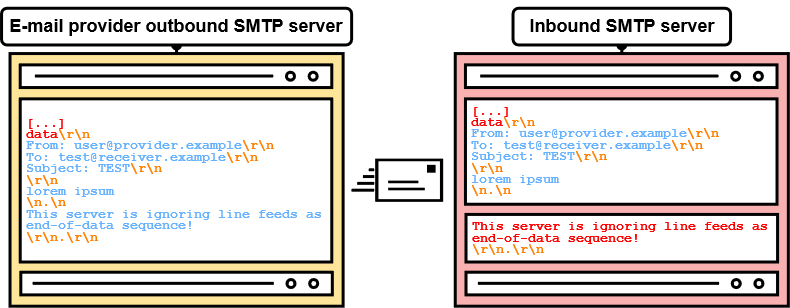 E-mail provider outbound SMTP server
[...]
data\r\n
From: user@provider.example\r\n
To: test@receiver.example\r\n
Subject: TEST\r\n
\r\n
lorem ipsum
\n.\n
This server is ignoring line feeds as
end-of-data sequence!
\r\n.\r\n
Inbound SMTP server
[...]
data\r\n
From: user@provider.example\r\n
To: test@receiver.example\r\n
Subject: TEST\r\n
\r\n
lorem ipsum
\n.\n
This server is ignoring line feeds as
end-of-data sequence!
\r\n.\r\n